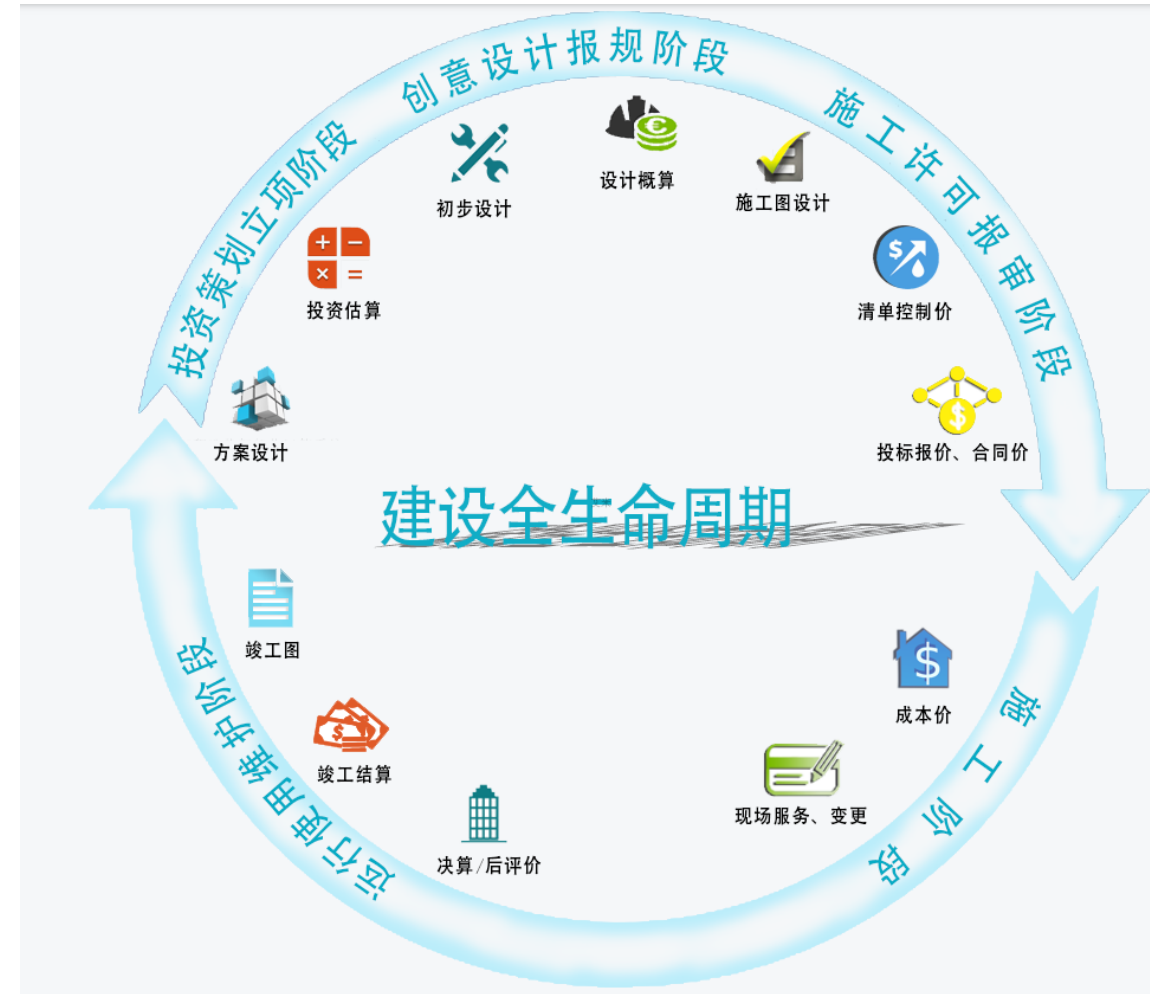 投资策划立项阶段
创意设计报规阶段
施工许可报审阶段
设计概算
初步设计
施工图设计
投资估算
清单控制价
方案设计
投标报价、合同价
建设全生命周期
竣工图
成本价
竣工结算
现场服务、变更
决算/后评价
施工阶段
运行使用维护阶段